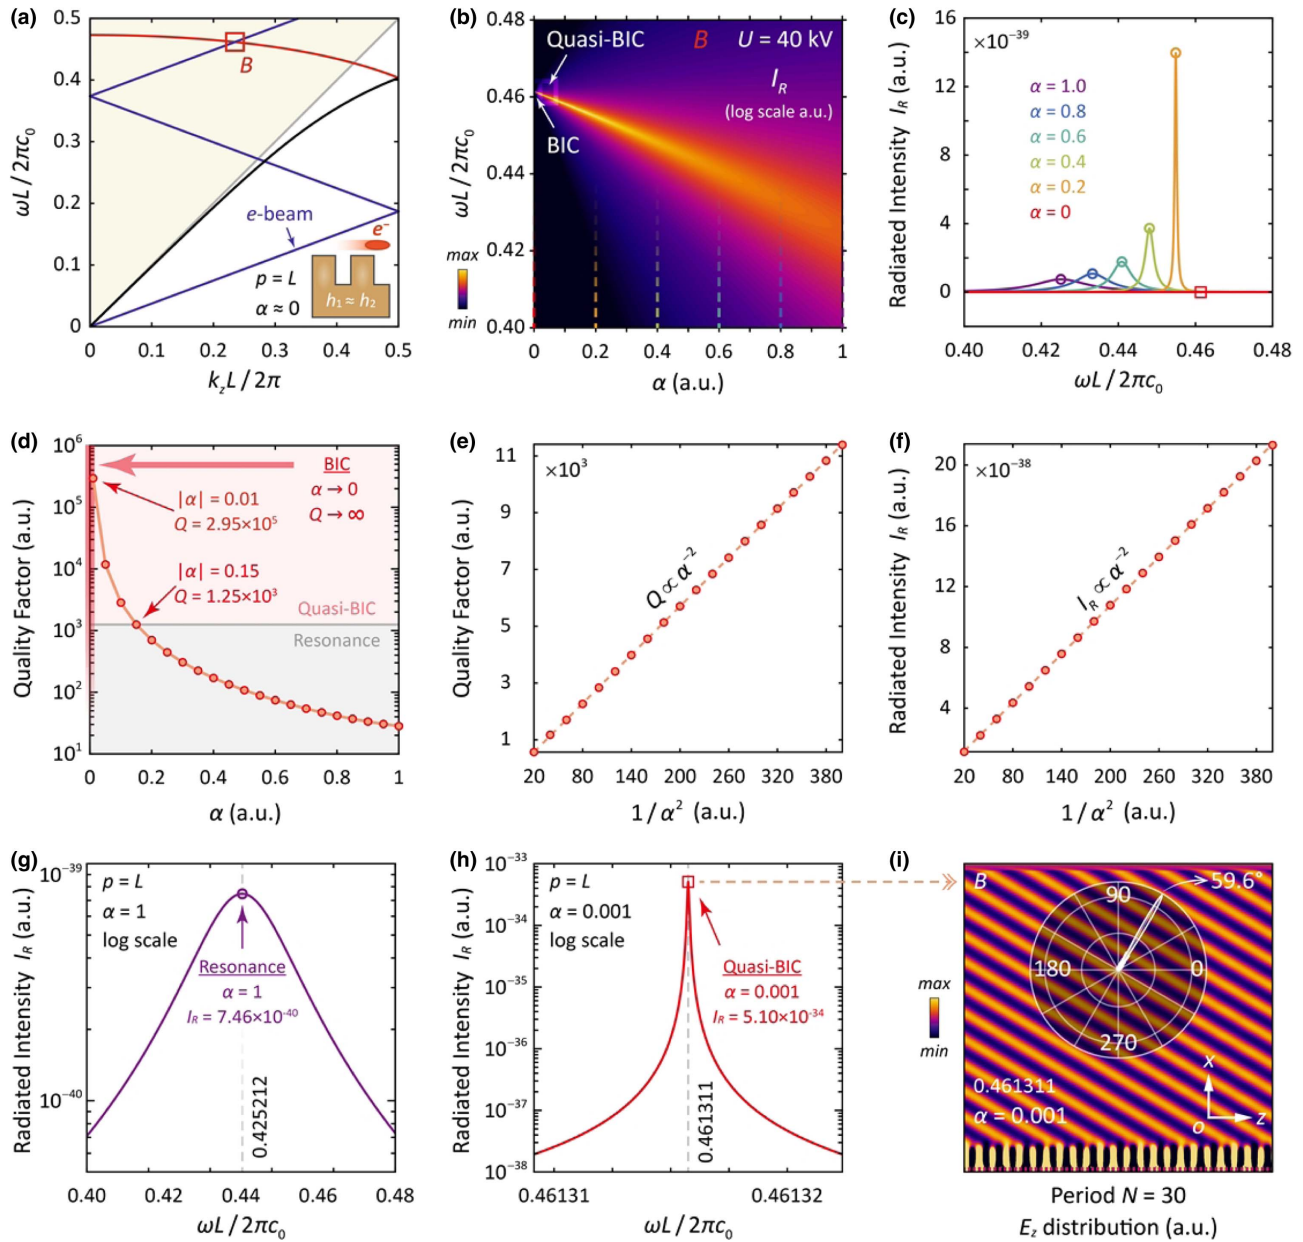 (a)
0.5
0.4
0.3
0.2
0.1
0
ωL / 2πc₀
B
e-beam
e⁻
p = L
α ≈ 0
h₁ ≈ h₂
0 0.1 0.2 0.3 0.4 0.5
k_z L / 2π
(b)
0.48
0.46
0.44
0.42
0.40
ωL / 2πc₀
Quasi-BIC B U = 40 kV
I_R
(log scale a.u.)
BIC
max
min
0 0.2 0.4 0.6 0.8 1
α (a.u.)
(c)
×10⁻³⁹
16
12
8
4
0
Radiated Intensity I_R (a.u.)
α = 1.0
α = 0.8
α = 0.6
α = 0.4
α = 0.2
α = 0
0.40 0.42 0.44 0.46 0.48
ωL / 2πc₀
(d)
10⁶
10⁵
10⁴
10³
10²
10¹
Quality Factor (a.u.)
BIC
α → 0
Q → ∞
|α| = 0.01
Q = 2.95×10⁵
|α| = 0.15
Q = 1.25×10³
Quasi-BIC
Resonance
0 0.2 0.4 0.6 0.8 1
α (a.u.)
(e)
×10³
11
9
7
5
3
1
Quality Factor (a.u.)
Q ∝ α⁻²
20 80 140 200 260 320 380
1 / α² (a.u.)
(f)
×10⁻³⁸
20
16
12
8
4
Radiated Intensity I_R (a.u.)
I_R ∝ α⁻²
20 80 140 200 260 320 380
1 / α² (a.u.)
(g)
10⁻³⁹
10⁻⁴⁰
Radiated Intensity I_R (a.u.)
p = L
α = 1
log scale
Resonance
α = 1
I_R = 7.46×10⁻⁴⁰
0.425212
0.40 0.42 0.44 0.46 0.48
ωL / 2πc₀
(h)
10⁻³³
10⁻³⁴
10⁻³⁵
10⁻³⁶
10⁻³⁷
10⁻³⁸
Radiated Intensity I_R (a.u.)
p = L
α = 0.001
log scale
Quasi-BIC
α = 0.001
I_R = 5.10×10⁻³⁴
0.461311
0.46131 0.46132
ωL / 2πc₀
(i)
B
59.6°
90
180 0
270
max
min
0.461311
α = 0.001
x
o z
Period N = 30
E_z distribution (a.u.)